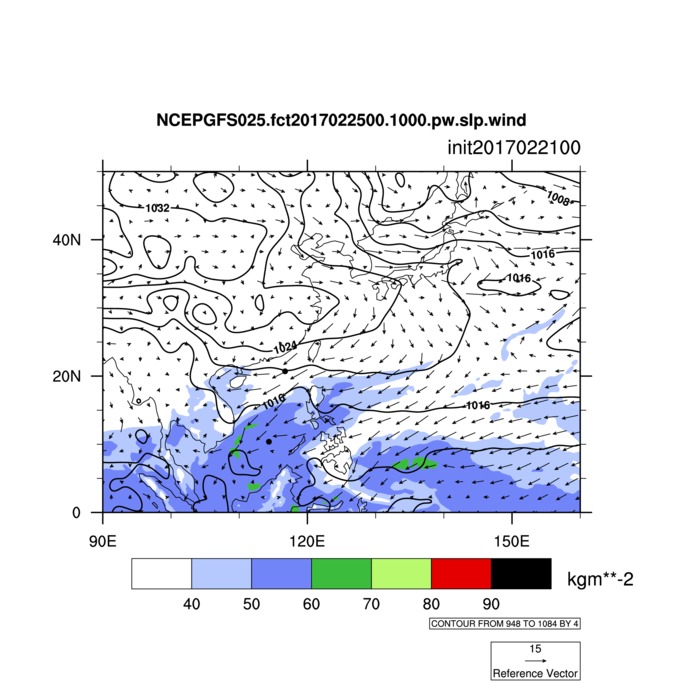 NCEPGFS025.fct2017022500.1000.pw.slp.wind
init2017022100
1032
1008
40N
1016
1016
1024
20N
1016
1016
0
90E 120E 150E
kgm**-2
40 50 60 70 80 90
CONTOUR FROM 948 TO 1084 BY 4
15
Reference Vector